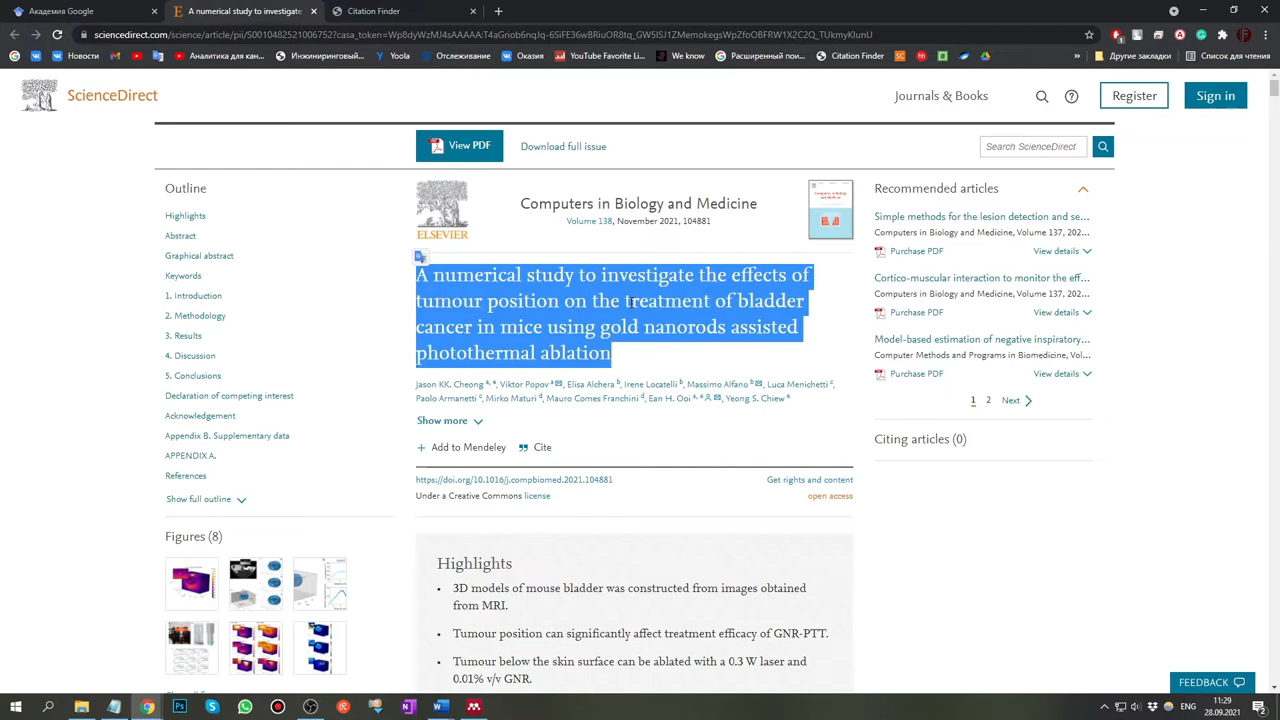 Академия Google
A numerical study to investigate
Citation Finder
sciencedirect.com/science/article/pii/S0010482521006752?casa_token=Wp8dyWzMJ4sAAAAA:T4Griob6nqJq-6SiFE36wBRiuOR8tq_GW5ISJ1ZMemokegsWpZfoOBFRW1X2C2Q_TUkmyKIunU
Новости
Аналитика для кан...
Инжиниринговый...
Отслеживание
Оказия
YouTube Favorite Li...
We know
Расширенный пои...
Citation Finder
Другие закладки
Список для чтения
ScienceDirect
Journals & Books
Register
Sign in
View PDF
Download full issue
Search ScienceDirect
Outline
Highlights
Abstract
Graphical abstract
Keywords
1. Introduction
2. Methodology
3. Results
4. Discussion
5. Conclusions
Declaration of competing interest
Acknowledgement
Appendix B. Supplementary data
APPENDIX A.
References
Show full outline
Figures (8)
ELSEVIER
Computers in Biology and Medicine
Volume 138, November 2021, 104881
A numerical study to investigate the effects of
tumour position on the treatment of bladder
cancer in mice using gold nanorods assisted
photothermal ablation
Jason KK. Cheong a, e, Viktor Popov a, Elisa Alchera b, Irene Locatelli b, Massimo Alfano b, Luca Menichetti c,
Paolo Armanetti c, Mirko Maturi d, Mauro Comes Franchini d, Ean H. Ooi a, e, Yeong S. Chiew a
Show more
Add to Mendeley
Cite
https://doi.org/10.1016/j.compbiomed.2021.104881
Get rights and content
Under a Creative Commons license
open access
Highlights
• 3D models of mouse bladder was constructed from images obtained
from MRI.
• Tumour position can significantly affect treatment efficacy of GNR-PTT.
• Tumour below the skin surface can be ablated with a 0.3 W laser and
0.01% v/v GNR.
Recommended articles
Simple methods for the lesion detection and se...
Computers in Biology and Medicine, Volume 137, 202...
Purchase PDF
View details
Cortico-muscular interaction to monitor the eff...
Computers in Biology and Medicine, Volume 137, 202...
Purchase PDF
View details
Model-based estimation of negative inspiratory...
Computer Methods and Programs in Biomedicine, Vol...
Purchase PDF
View details
1 2 Next
Citing articles (0)
FEEDBACK
11:29
28.09.2021